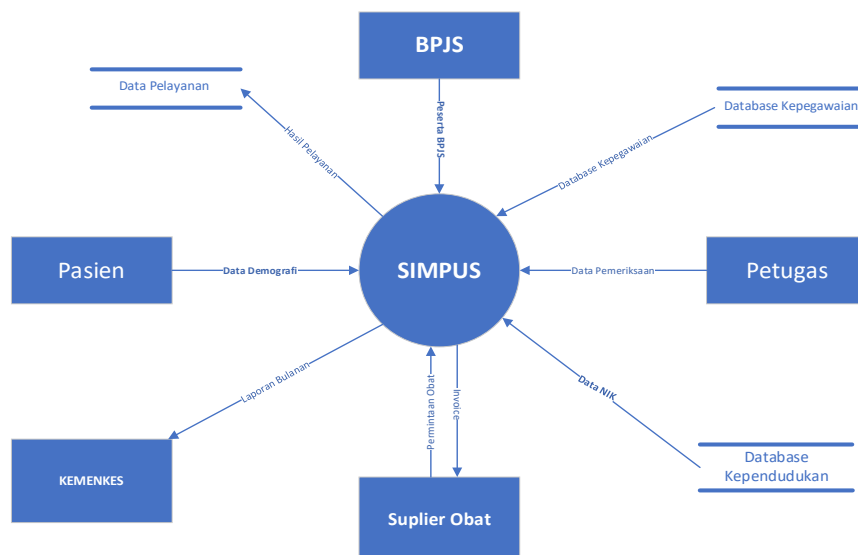 BPJS
Data Pelayanan
Database Kepegawaian
Peserta BPJS
Hasil Pelayanan
Database Kepegawaian
Pasien
Data Demografi
SIMPUS
Data Pemeriksaan
Petugas
Laporan Bulanan
Permintaan Obat
Invoice
Data NIK
KEMENKES
Database
Kependudukan
Suplier Obat